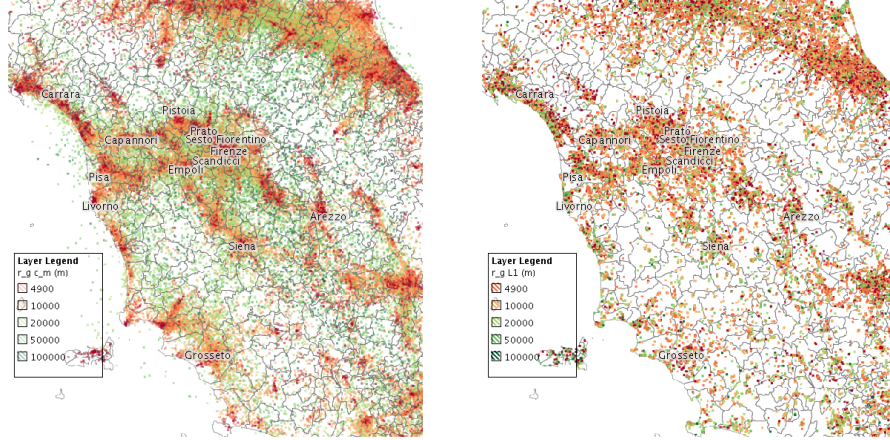 Carrara
Pistoia
Prato
Capannori
Sesto Fiorentino
Firenze
Scandicci
Empoli
Pisa
Livorno
Arezzo
Siena
Layer Legend
r_g c_m (m)
4900
10000
20000
50000
100000
Grosseto
Carrara
Pistoia
Prato
Capannori
Sesto Fiorentino
Firenze
Scandicci
Empoli
Pisa
Livorno
Arezzo
Siena
Layer Legend
r_g L1 (m)
4900
10000
20000
50000
100000
Grosseto